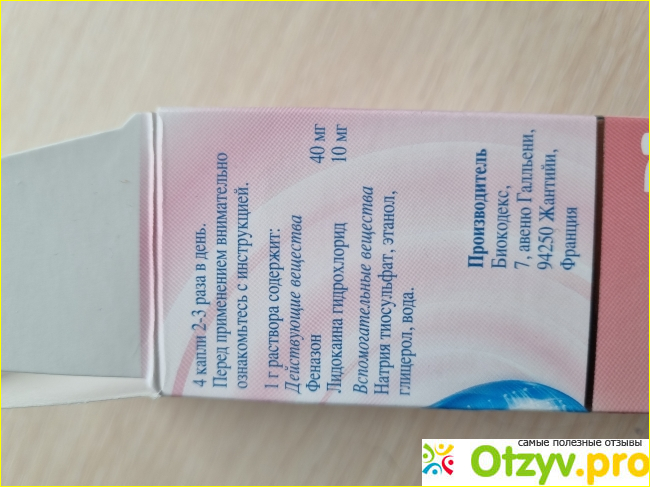 4 капли 2-3 раза в день.
Перед применением внимательно
ознакомьтесь с инструкцией.
1 г раствора содержит:
Действующие вещества
Феназон 40 мг
Лидокаина гидрохлорид 10 мг
Вспомогательные вещества
Натрия тиосульфат, этанол,
глицерол, вода.
Производитель
Биокодекс,
7, авеню Галльени,
94250 Жантийи,
Франция
самые полезные отзывы
Otzyv.pro